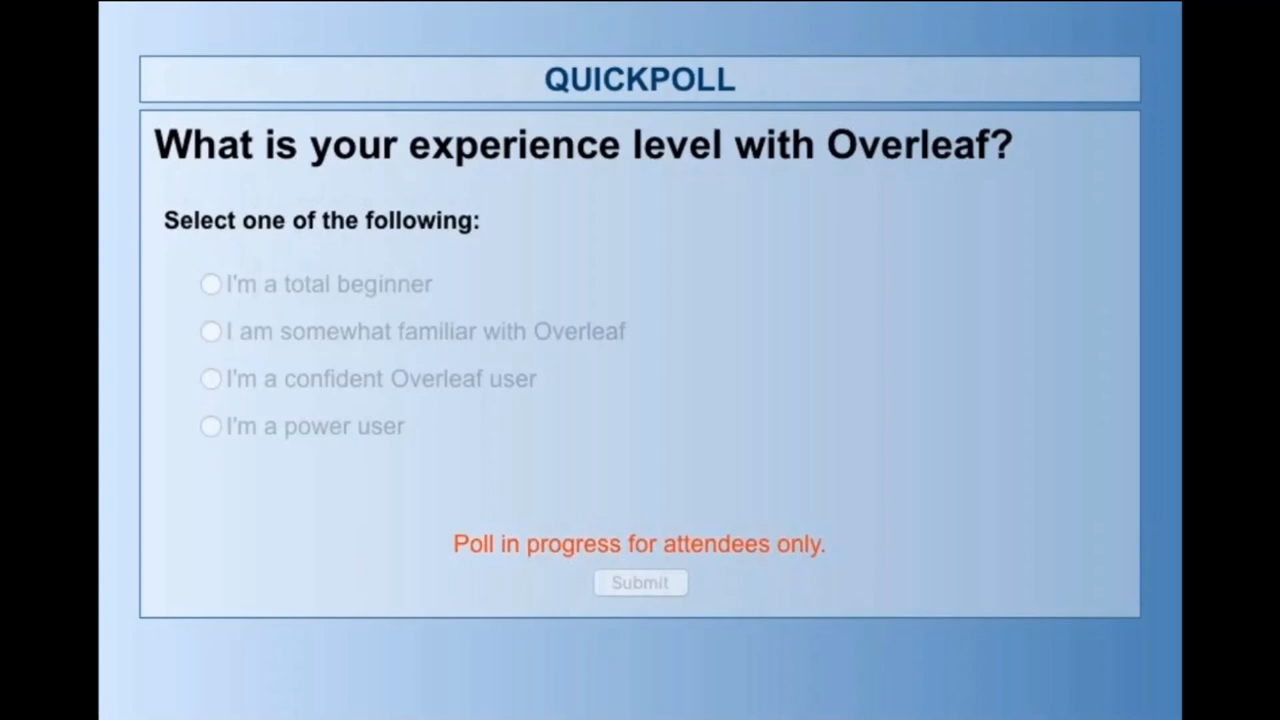 QUICKPOLL
What is your experience level with Overleaf?
Select one of the following:
I'm a total beginner
I am somewhat familiar with Overleaf
I'm a confident Overleaf user
I'm a power user
Poll in progress for attendees only.
Submit